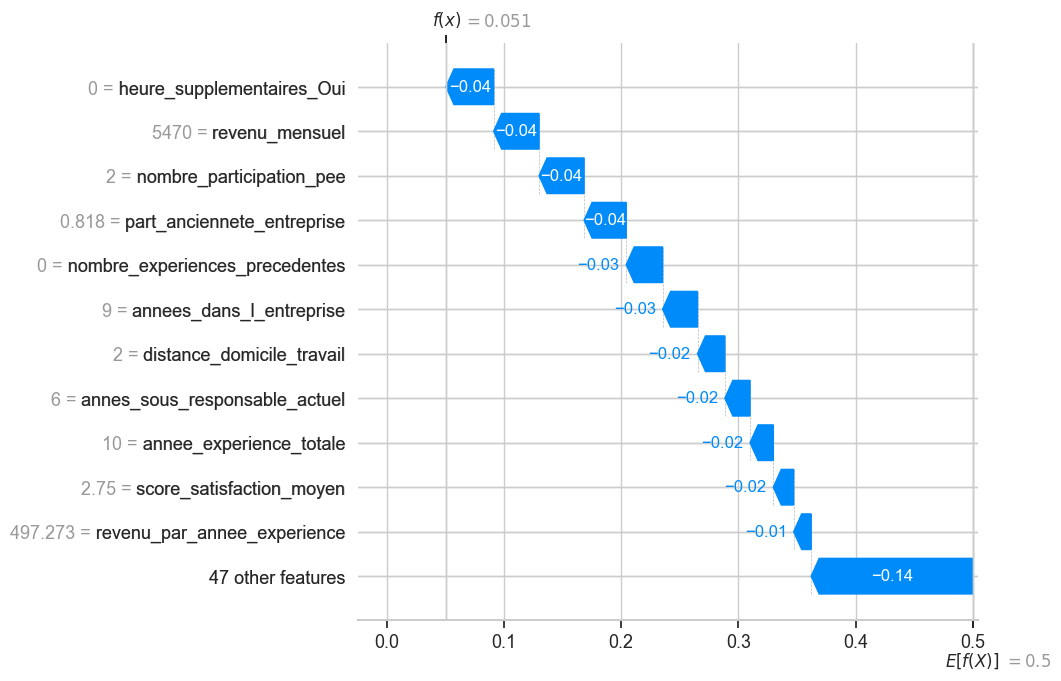 f(x) = 0.051
0 = heure_supplementaires_Oui −0.04
5470 = revenu_mensuel −0.04
2 = nombre_participation_pee −0.04
0.818 = part_anciennete_entreprise −0.04
0 = nombre_experiences_precedentes −0.03
9 = annees_dans_l_entreprise −0.03
2 = distance_domicile_travail −0.02
6 = annes_sous_responsable_actuel −0.02
10 = annee_experience_totale −0.02
2.75 = score_satisfaction_moyen −0.02
497.273 = revenu_par_annee_experience −0.01
47 other features −0.14
0.0 0.1 0.2 0.3 0.4 0.5
E[f(X)] = 0.5